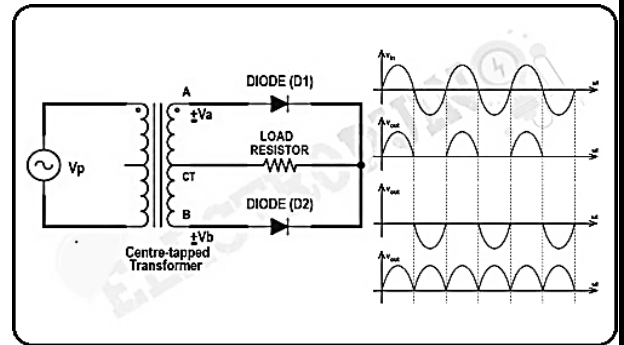 DIODE (D1)
A
±Va
LOAD
RESISTOR
Vp
CT
DIODE (D2)
B
±Vb
Centre-tapped
Transformer
Vin
Vout
Vout
Vout